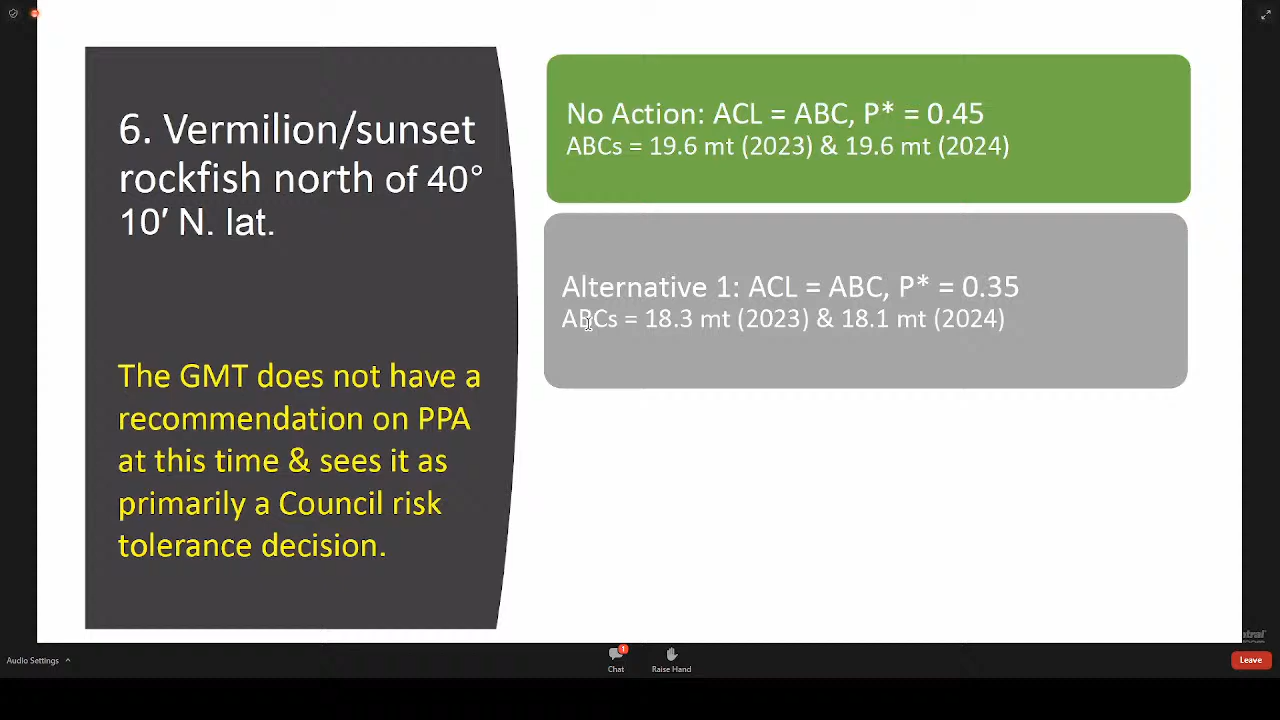 6. Vermilion/sunset
rockfish north of 40°
10′ N. lat.
The GMT does not have a
recommendation on PPA
at this time & sees it as
primarily a Council risk
tolerance decision.
No Action: ACL = ABC, P* = 0.45
ABCs = 19.6 mt (2023) & 19.6 mt (2024)
Alternative 1: ACL = ABC, P* = 0.35
ABCs = 18.3 mt (2023) & 18.1 mt (2024)
Audio Settings
1
Chat
Raise Hand
Leave